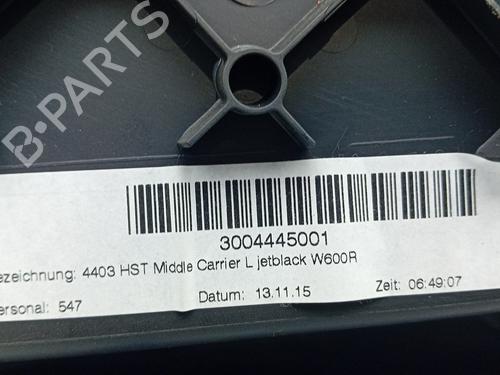 B-PARTS
3004445001
ezeichnung: 4403 HST Middle Carrier L jetblack W600R
ersonal: 547 Datum: 13.11.15 Zeit: 06:49:07